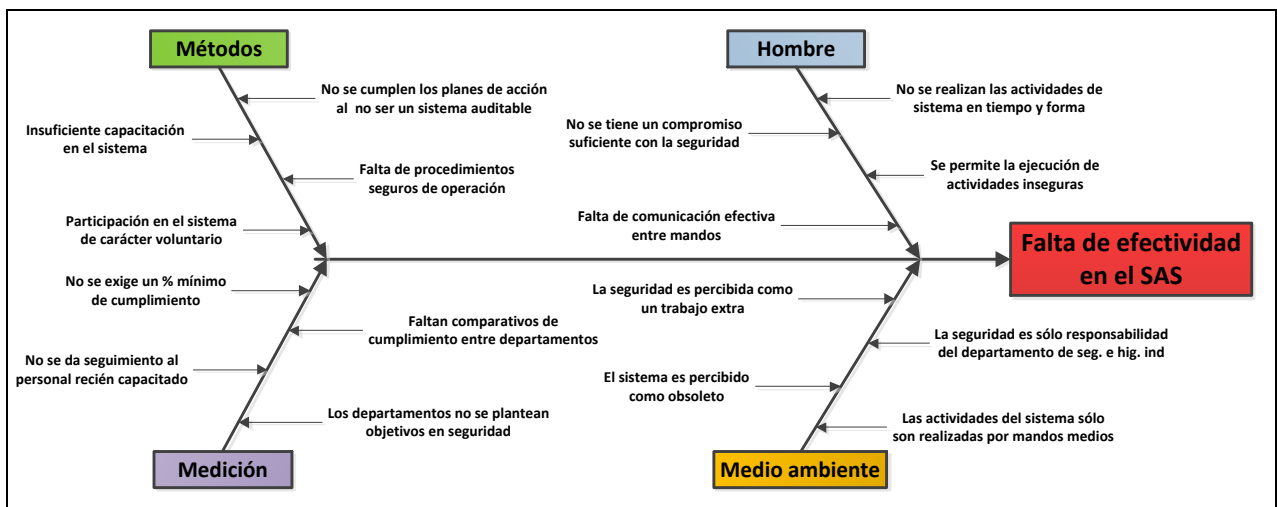 Métodos
No se cumplen los planes de acción
al no ser un sistema auditable
Insuficiente capacitación
en el sistema
Falta de procedimientos
seguros de operación
Participación en el sistema
de carácter voluntario
Hombre
No se realizan las actividades de
sistema en tiempo y forma
No se tiene un compromiso
suficiente con la seguridad
Se permite la ejecución de
actividades inseguras
Falta de comunicación efectiva
entre mandos
Falta de efectividad
en el SAS
No se exige un % mínimo
de cumplimiento
Faltan comparativos de
cumplimiento entre departamentos
No se da seguimiento al
personal recién capacitado
Los departamentos no se plantean
objetivos en seguridad
Medición
La seguridad es percibida como
un trabajo extra
La seguridad es sólo responsabilidad
del departamento de seg. e hig. ind
El sistema es percibido
como obsoleto
Las actividades del sistema sólo
son realizadas por mandos medios
Medio ambiente